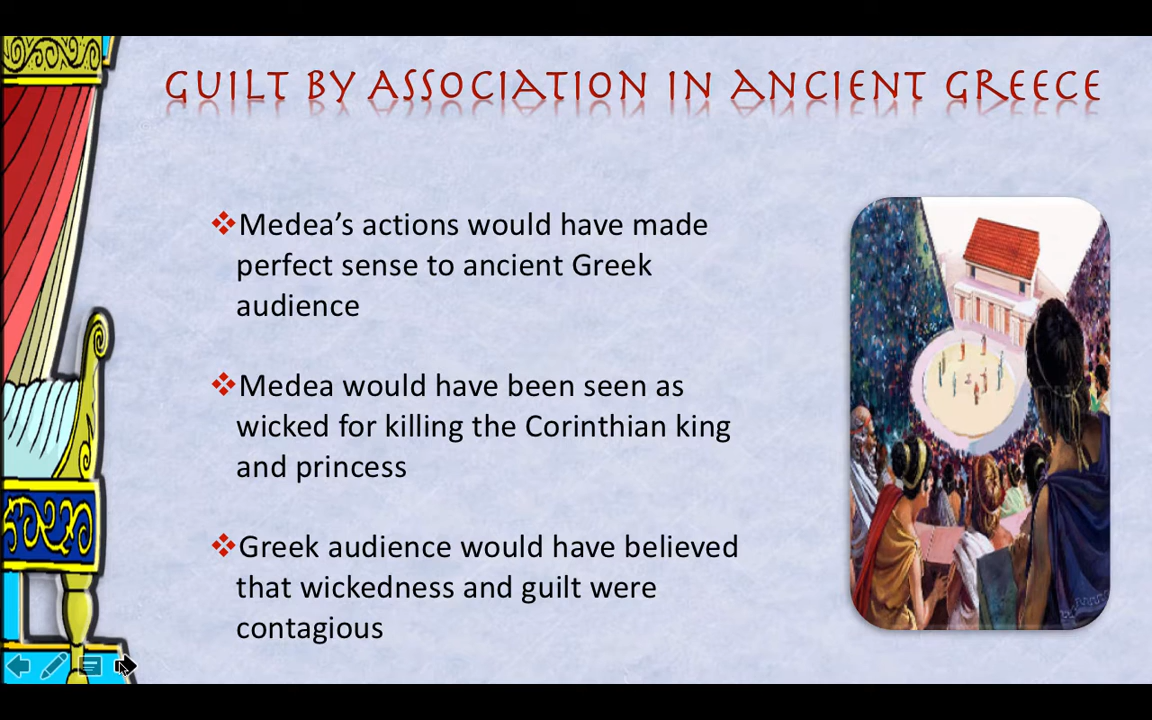 GUILT BY ASSOCIATION IN ANCIENT GREECE
❖Medea’s actions would have made
perfect sense to ancient Greek
audience
❖Medea would have been seen as
wicked for killing the Corinthian king
and princess
❖Greek audience would have believed
that wickedness and guilt were
contagious